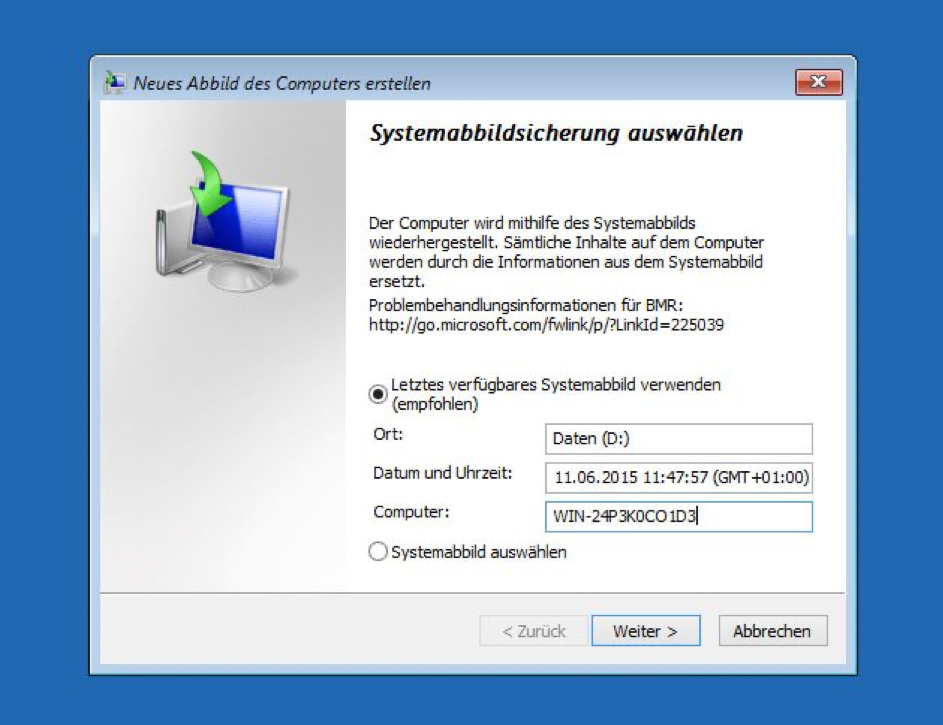 Neues Abbild des Computers erstellen
Systemabbildsicherung auswählen
Der Computer wird mithilfe des Systemabbilds
wiederhergestellt. Sämtliche Inhalte auf dem Computer
werden durch die Informationen aus dem Systemabbild
ersetzt.
Problembehandlungsinformationen für BMR:
http://go.microsoft.com/fwlink/p/?LinkId=225039
Letztes verfügbares Systemabbild verwenden
(empfohlen)
Ort: Daten (D:)
Datum und Uhrzeit: 11.06.2015 11:47:57 (GMT+01:00)
Computer: WIN-24P3K0CO1D3
Systemabbild auswählen
< Zurück Weiter > Abbrechen